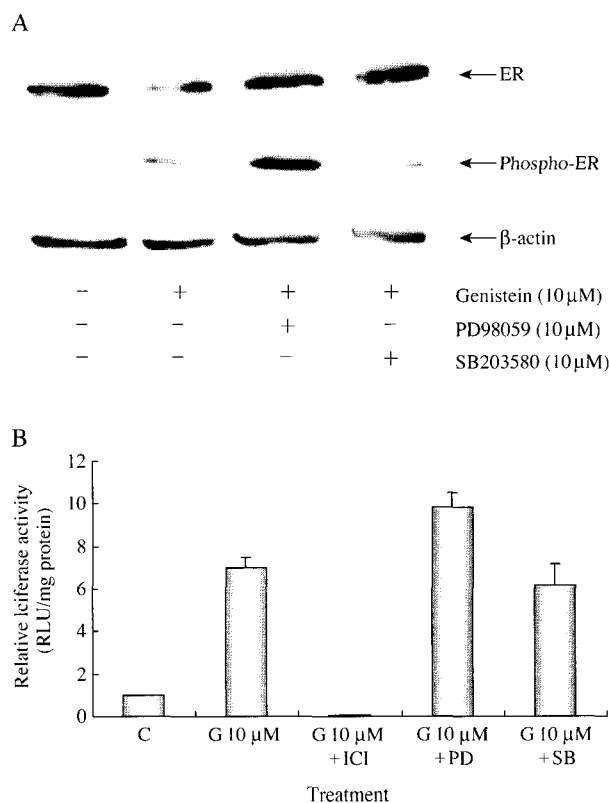 A
ER
Phospho-ER
β-actin
− + + + Genistein (10 μM)
− − + − PD98059 (10 μM)
− − − + SB203580 (10 μM)
B
Relative lciferase activity
(RLU/mg protein)
12
10
8
6
4
2
0
C G 10 μM G 10 μM G 10 μM G 10 μM
+ICI +PD +SB
Treatment